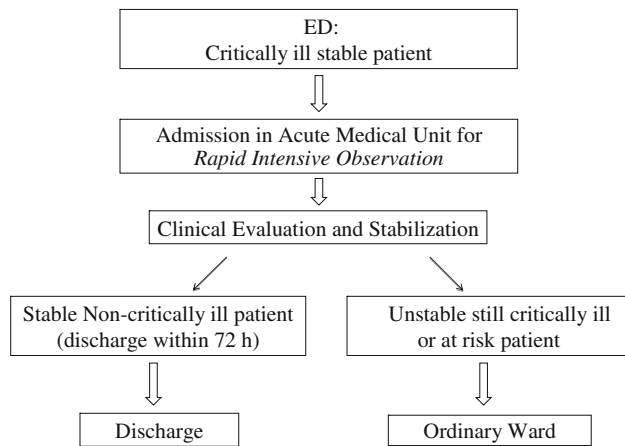 ED:
Critically ill stable patient
Admission in Acute Medical Unit for
Rapid Intensive Observation
Clinical Evaluation and Stabilization
Stable Non-critically ill patient
(discharge within 72 h)
Unstable still critically ill
or at risk patient
Discharge
Ordinary Ward